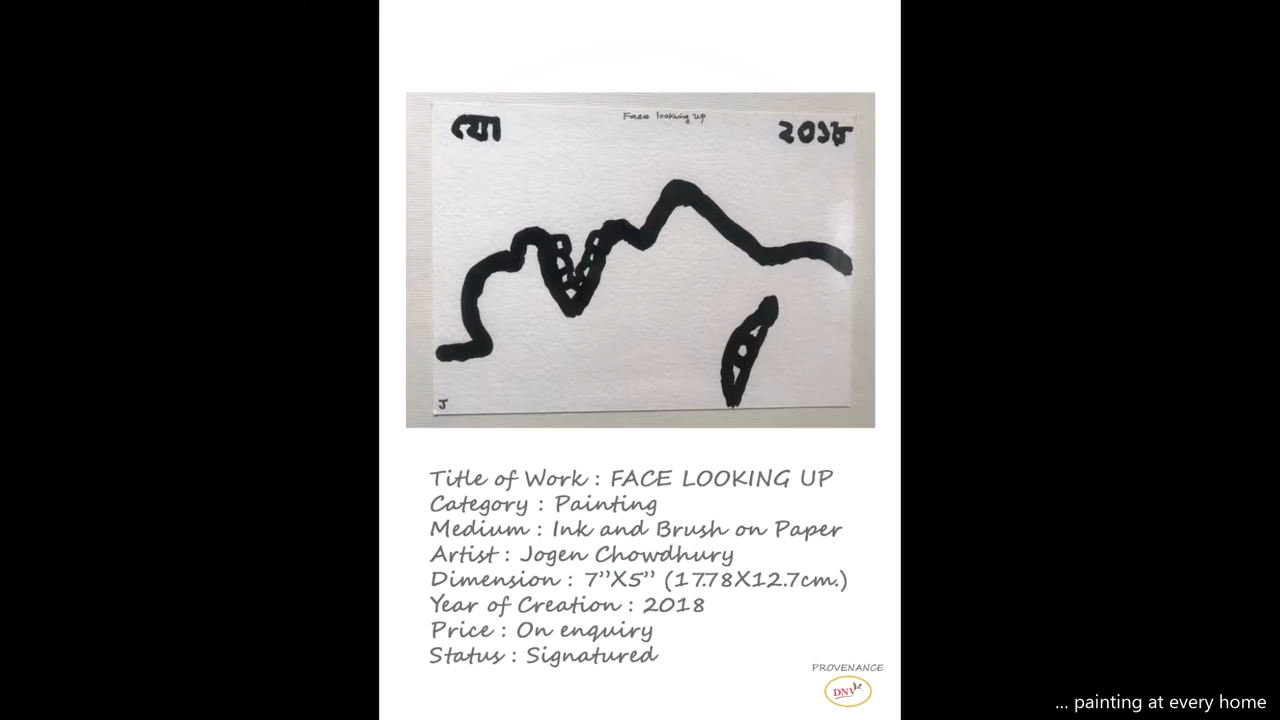 Face looking up
যো
২০১৮
J
Title of Work : FACE LOOKING UP
Category : Painting
Medium : Ink and Brush on Paper
Artist : Jogen Chowdhury
Dimension : 7”X5” (17.78X12.7cm.)
Year of Creation : 2018
Price : On enquiry
Status : Signatured
PROVENANCE
DNV
... painting at every home